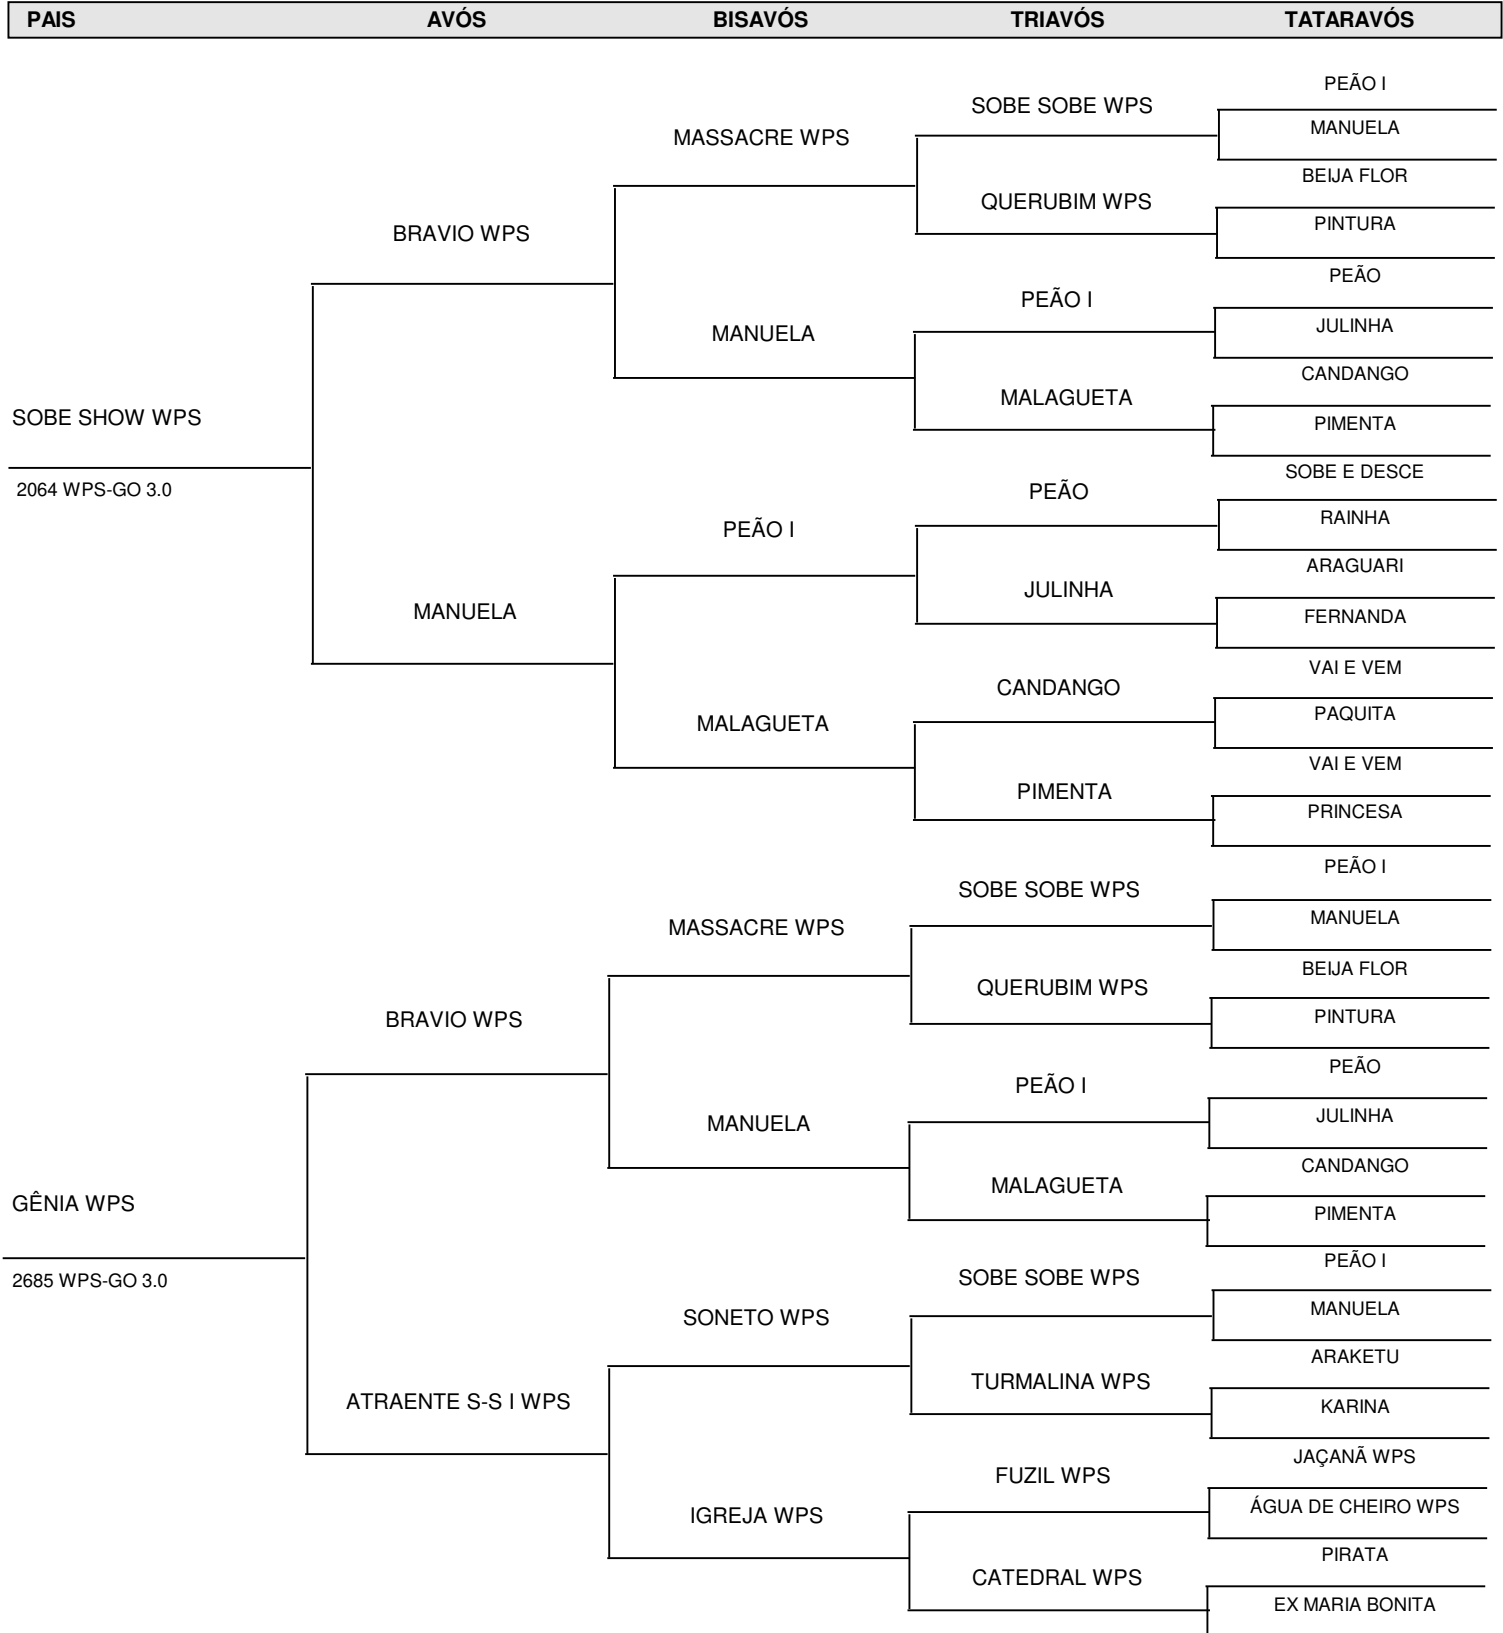 PAIS AVÓS BISAVÓS TRIAVÓS TATARAVÓS
PEÃO I
SOBE SOBE WPS
MANUELA
MASSACRE WPS
BEIJA FLOR
QUERUBIM WPS
PINTURA
BRAVIO WPS
PEÃO
PEÃO I
JULINHA
MANUELA
CANDANGO
MALAGUETA
SOBE SHOW WPS
PIMENTA
SOBE E DESCE
2064 WPS-GO 3.0
PEÃO
RAINHA
PEÃO I
ARAGUARI
JULINHA
MANUELA
FERNANDA
VAI E VEM
CANDANGO
PAQUITA
MALAGUETA
VAI E VEM
PIMENTA
PRINCESA
PEÃO I
SOBE SOBE WPS
MANUELA
MASSACRE WPS
BEIJA FLOR
QUERUBIM WPS
PINTURA
BRAVIO WPS
PEÃO
PEÃO I
JULINHA
MANUELA
CANDANGO
MALAGUETA
GÊNIA WPS
PIMENTA
PEÃO I
2685 WPS-GO 3.0
SOBE SOBE WPS
MANUELA
SONETO WPS
ARAKETU
TURMALINA WPS
ATRAENTE S-S I WPS
KARINA
JAÇANÃ WPS
FUZIL WPS
ÁGUA DE CHEIRO WPS
IGREJA WPS
PIRATA
CATEDRAL WPS
EX MARIA BONITA